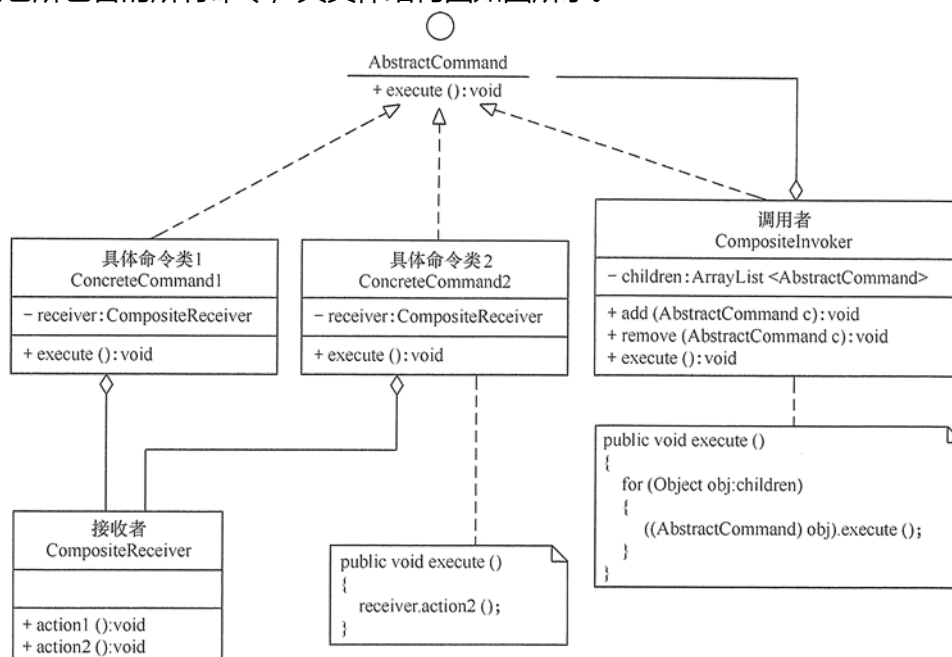 AbstractCommand
+ execute ():void
具体命令类1
ConcreteCommand1
- receiver:CompositeReceiver
+ execute ():void
具体命令类2
ConcreteCommand2
- receiver:CompositeReceiver
+ execute ():void
调用者
CompositeInvoker
- children:ArrayList <AbstractCommand>
+ add (AbstractCommand c):void
+ remove (AbstractCommand c):void
+ execute ():void
接收者
CompositeReceiver
+ action1 ():void
+ action2 ():void
public void execute ()
{
receiver.action2 ();
}
public void execute ()
{
for (Object obj:children)
{
((AbstractCommand) obj).execute ();
}
}